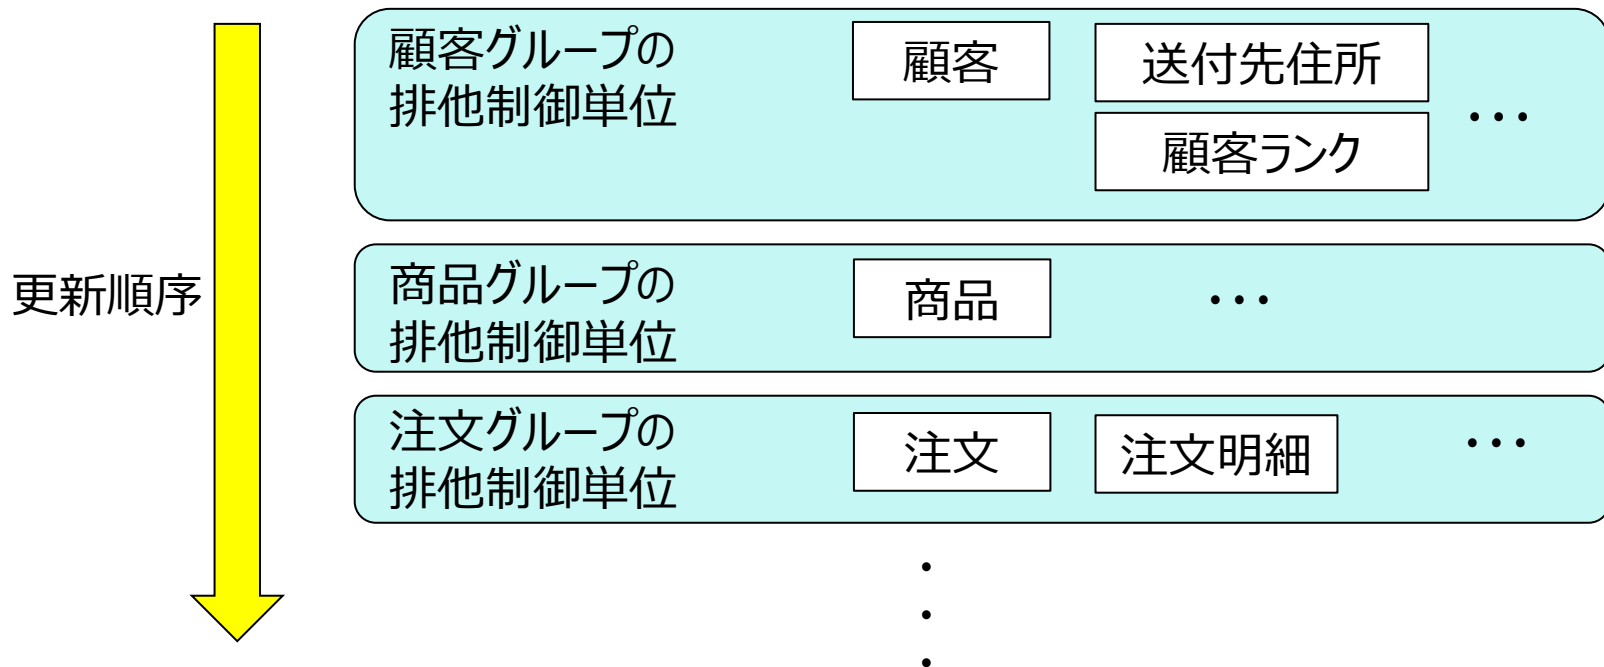 更新順序
顧客グループの
排他制御単位
顧客
送付先住所
顧客ランク
・・・
商品グループの
排他制御単位
商品
・・・
注文グループの
排他制御単位
注文
注文明細
・・・
・
・
・